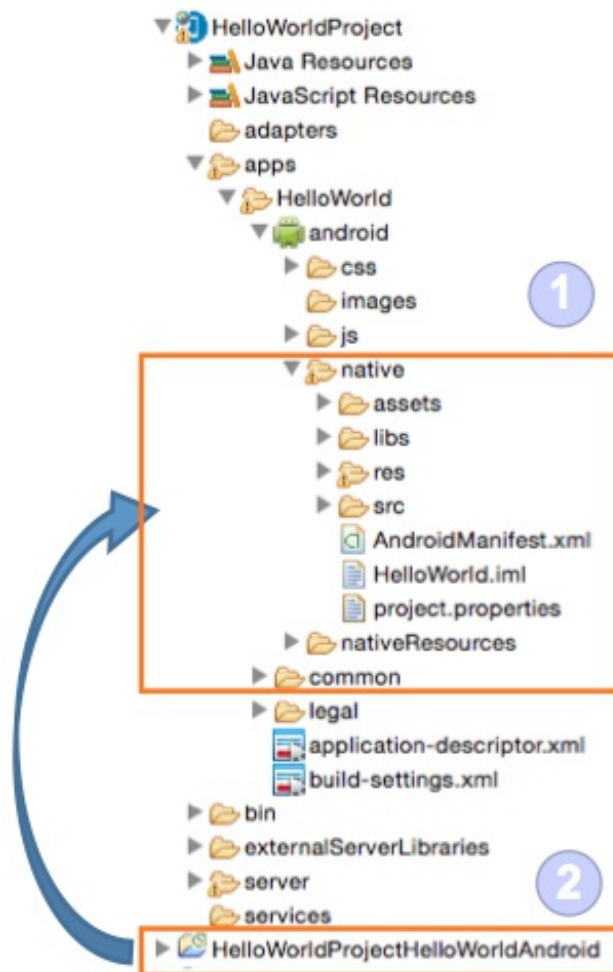 HelloWorldProject
Java Resources
JavaScript Resources
adapters
apps
HelloWorld
android
css
images
1
js
native
assets
libs
res
src
AndroidManifest.xml
HelloWorld.iml
project.properties
nativeResources
common
legal
application-descriptor.xml
build-settings.xml
bin
externalServerLibraries
server
2
services
HelloWorldProjectHelloWorldAndroid